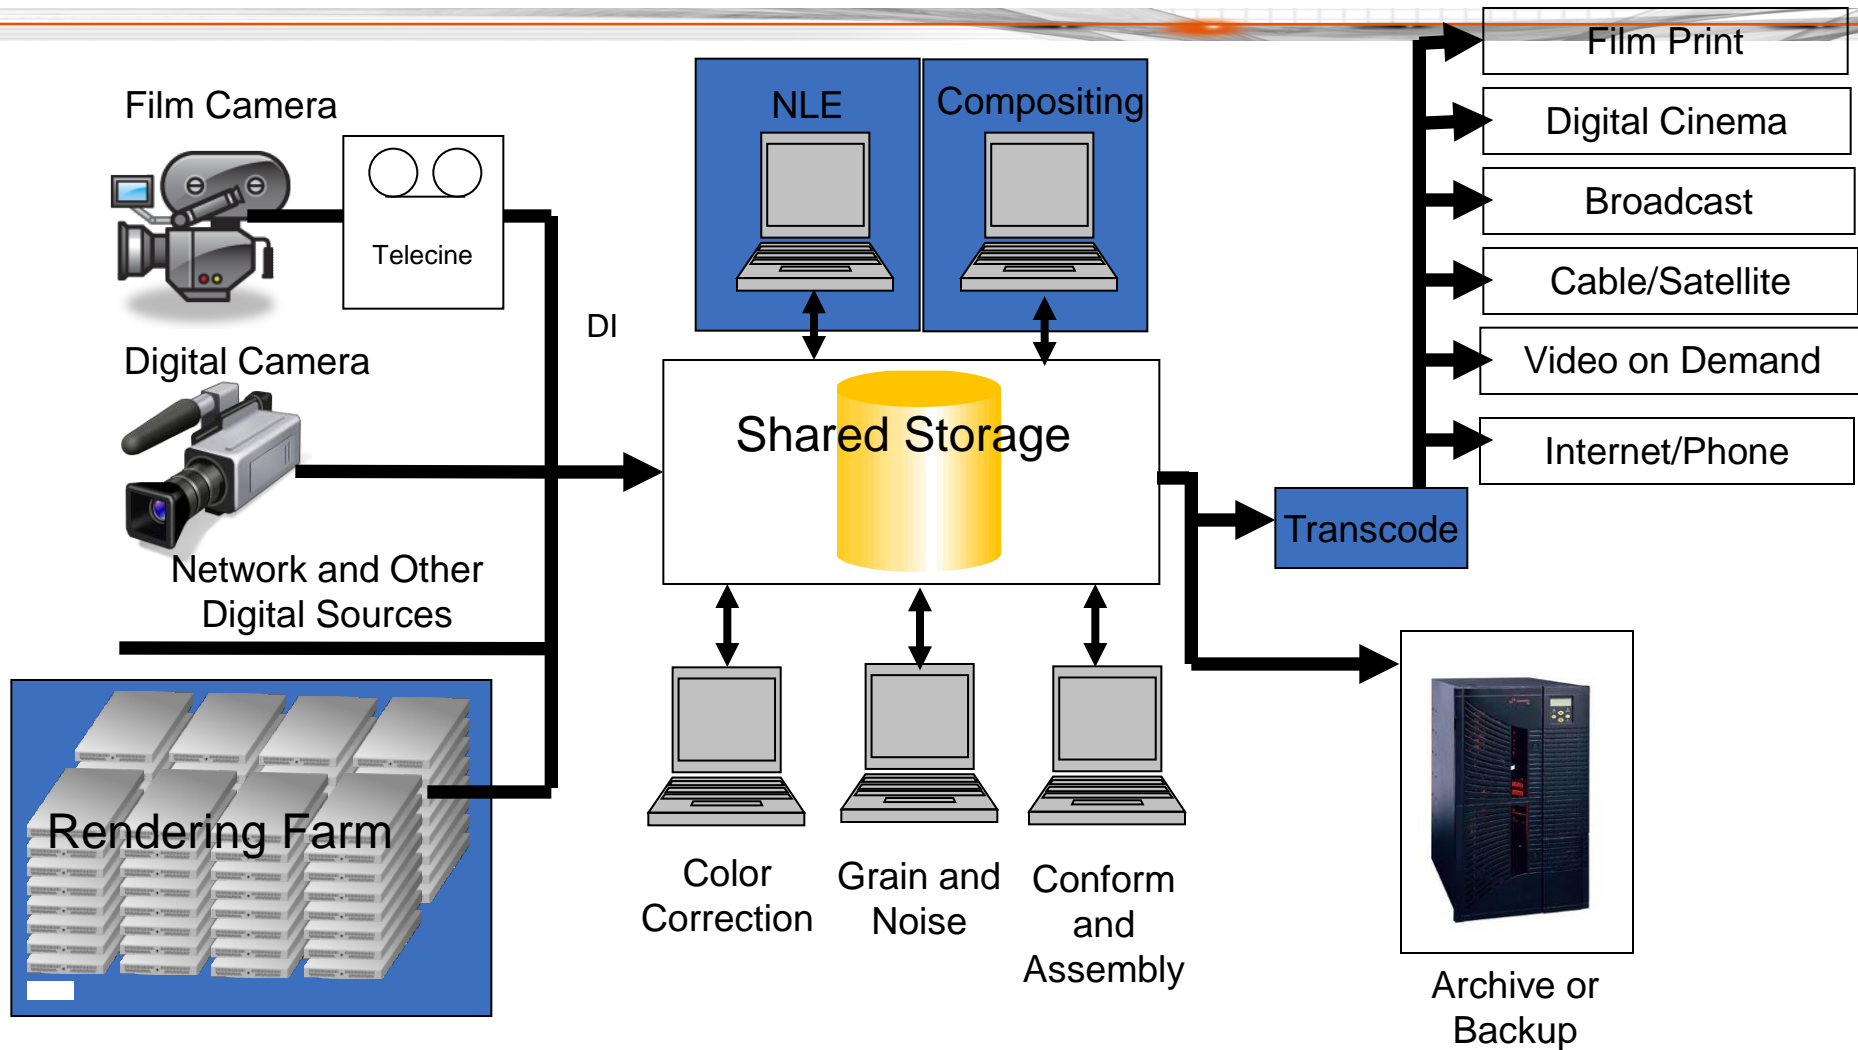 Film Camera
Telecine
Digital Camera
Network and Other
Digital Sources
Rendering Farm
DI
NLE
Compositing
Shared Storage
Color
Correction
Grain and
Noise
Conform
and
Assembly
Transcode
Film Print
Digital Cinema
Broadcast
Cable/Satellite
Video on Demand
Internet/Phone
Archive or
Backup